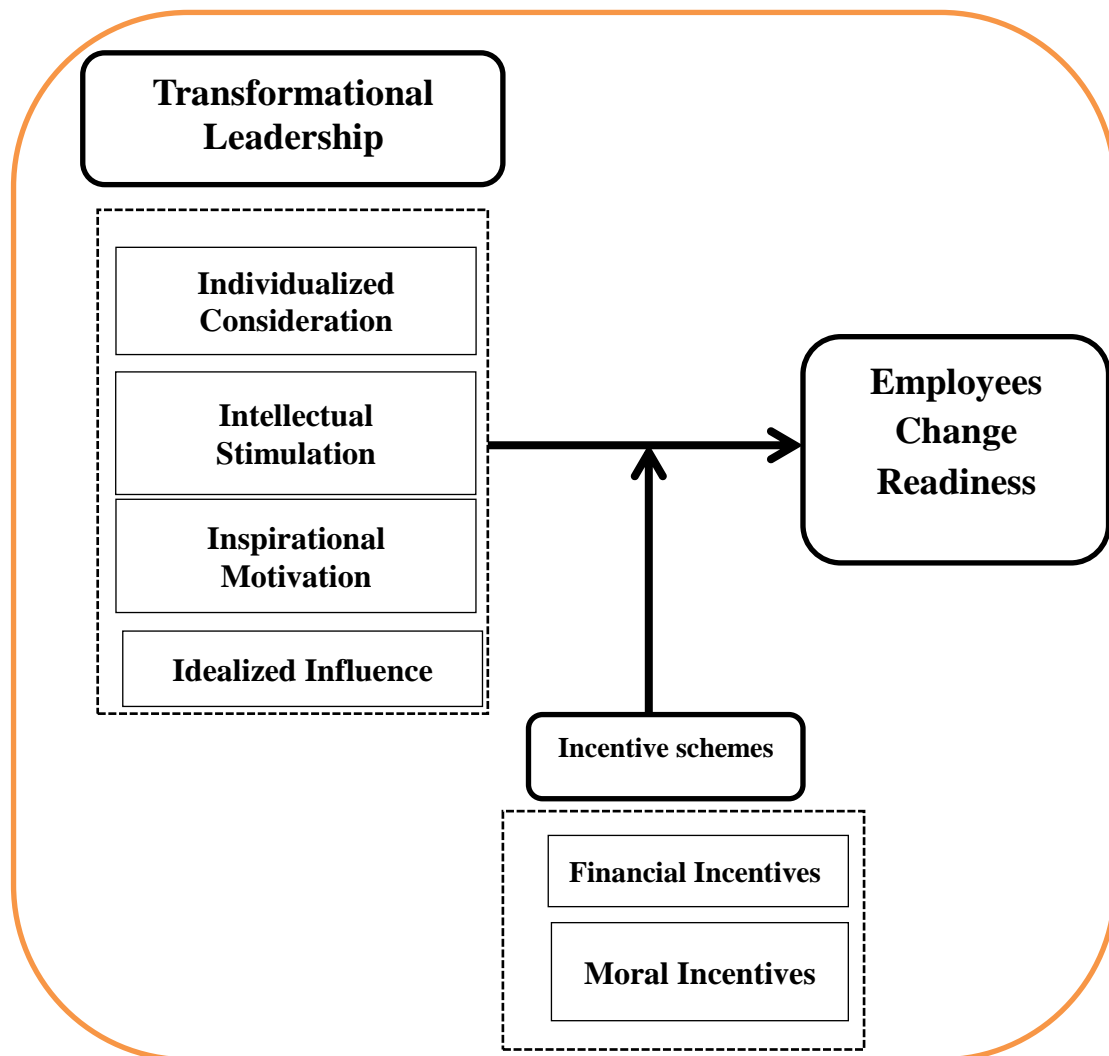 Transformational
Leadership
Individualized
Consideration
Intellectual
Stimulation
Inspirational
Motivation
Idealized Influence
Employees
Change
Readiness
Incentive schemes
Financial Incentives
Moral Incentives